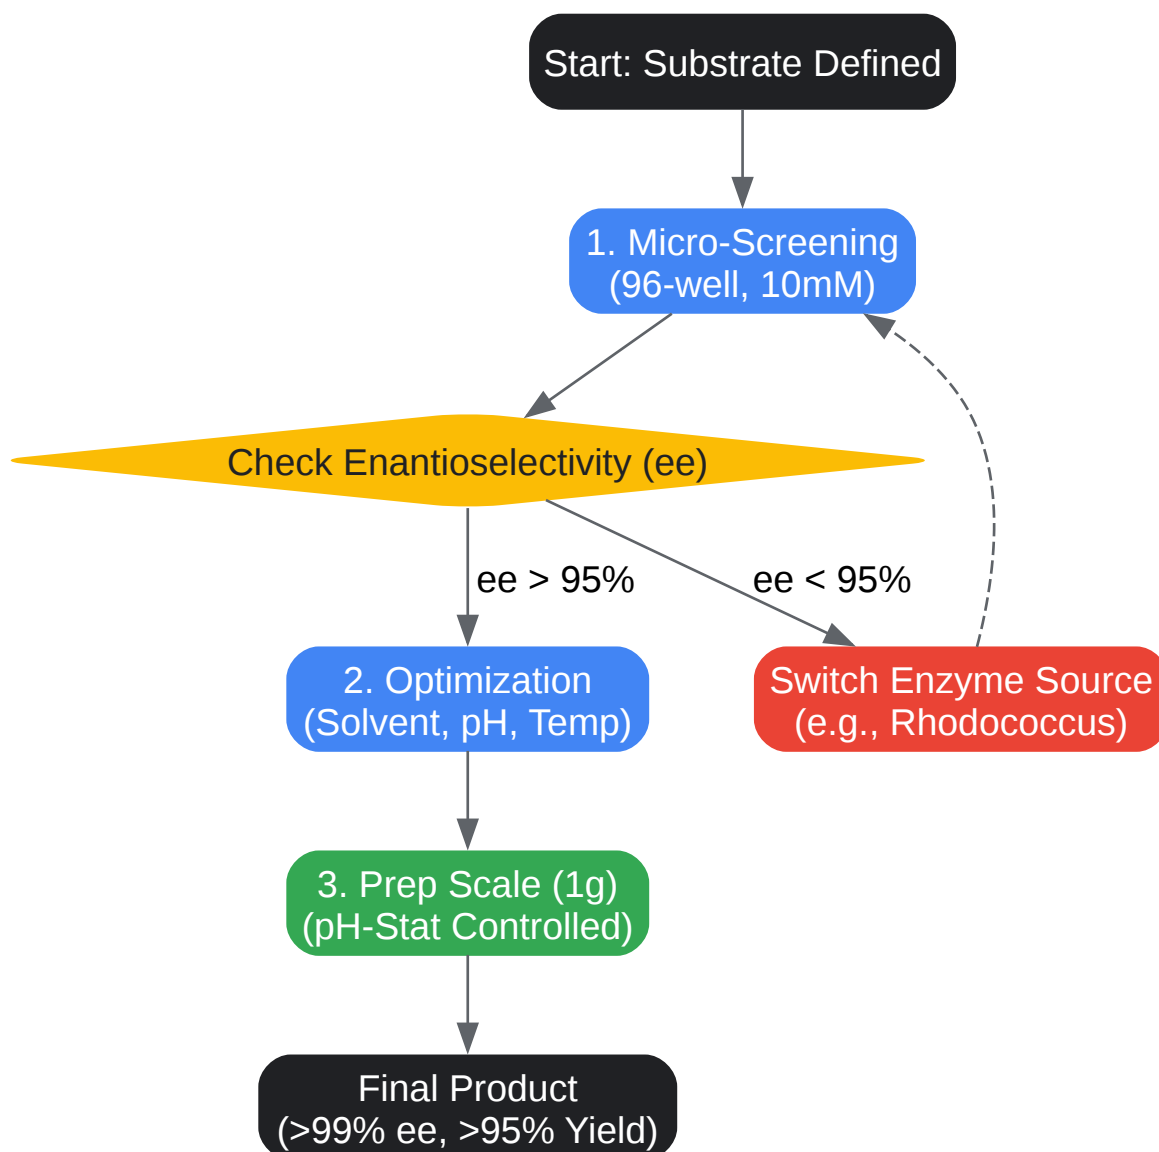 Start: Substrate Defined
1. Micro-Screening
(96-well, 10mM)
Check Enantioselectivity (ee)
ee > 95%
ee < 95%
2. Optimization
(Solvent, pH, Temp)
Switch Enzyme Source
(e.g., Rhodococcus)
3. Prep Scale (1g)
(pH-Stat Controlled)
Final Product
(>99% ee, >95% Yield)